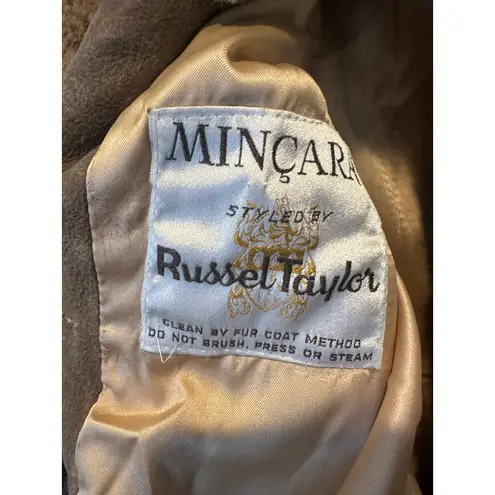 MINÇARA
STYLED BY
Russel Taylor
CLEAN BY FUR COAT METHOD
DO NOT BRUSH, PRESS OR STEAM